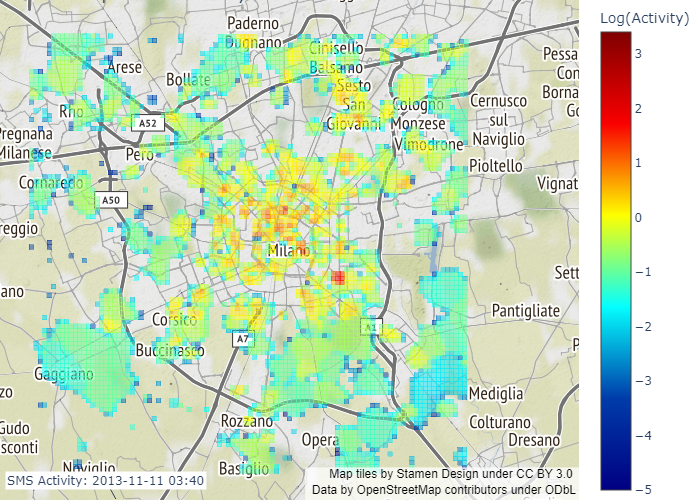 Log(Activity)
3
2
1
0
−1
−2
−3
−4
−5
Paderno
Dugnano
Cinisello
Balsamo
Arese
Bollate
Sesto
San
Giovanni
Cologno
Monzese
Cernusco
sul
Naviglio
Pessa
Con
Borna
Go
Rho
A52
Pregnana
Milanese
Pero
Vimodrone
Pioltello
Cornaredo
A50
Vignat
reggio
Milano
Sett
ano
Corsico
A7
A1
Pantigliate
Buccinasco
P
Gaggiano
zo
Mediglia
Rozzano
Colturano
Gudo
sconti
Opera
Dresano
Noviglio
Basiglio
SMS Activity: 2013-11-11 03:40
Map tiles by Stamen Design under CC BY 3.0
Data by OpenStreetMap contributors under ODbL